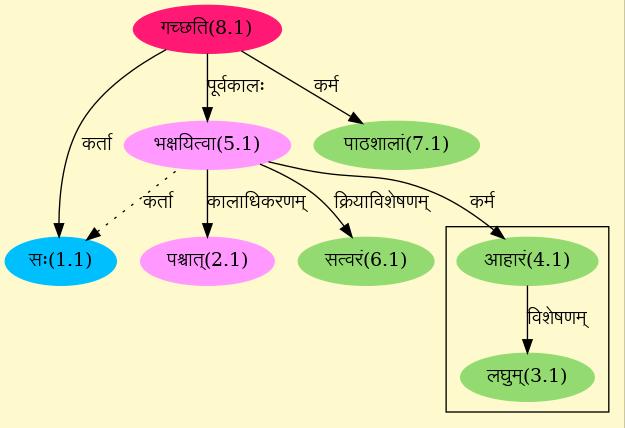 गच्छति(8.1)
पूर्वकालः
कर्म
कर्ता
भक्षयित्वा(5.1)
पाठशालां(7.1)
कर्ता
कालाधिकरणम्
क्रियाविशेषणम्
कर्म
सः(1.1)
पश्चात्(2.1)
सत्वरं(6.1)
आहारं(4.1)
विशेषणम्
लघुम्(3.1)